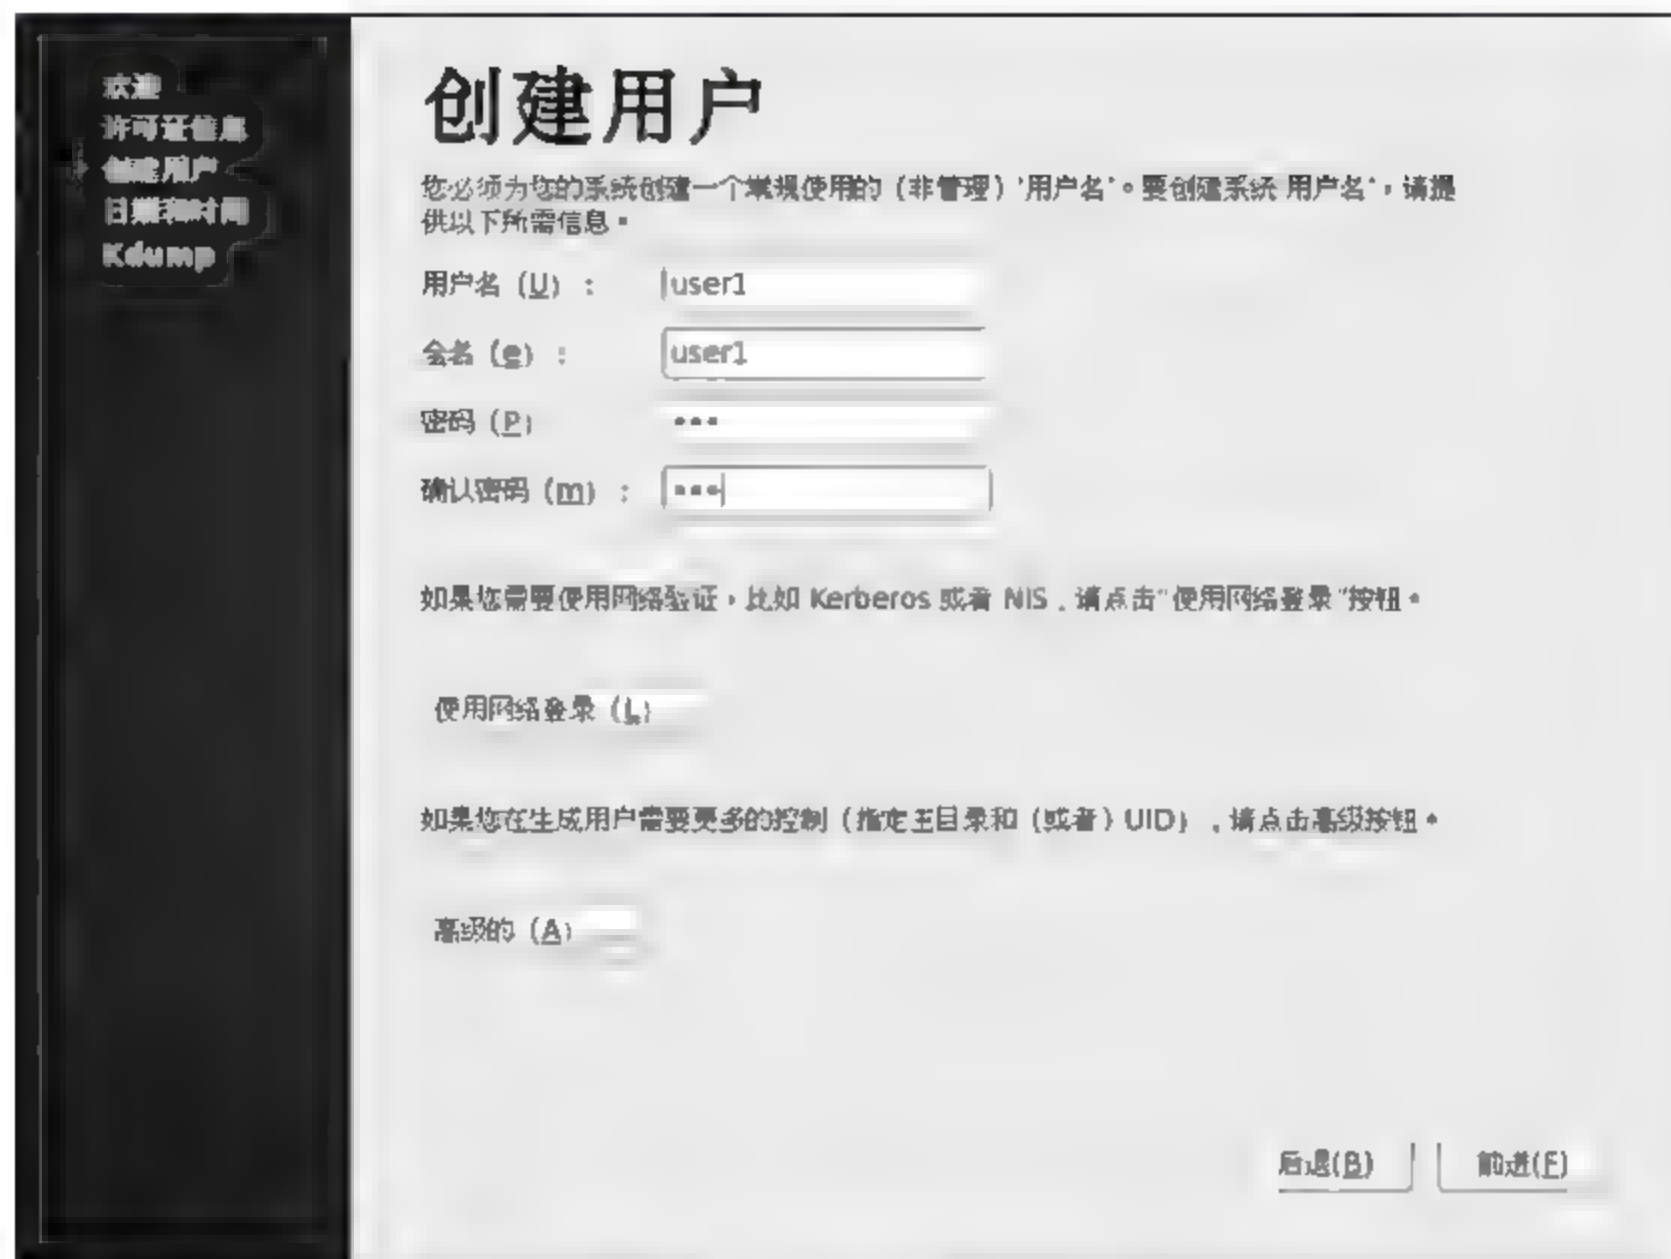 欢迎
许可证信息
创建用户
日期和时间
Kdump
创建用户
您必须为您的系统创建一个常规使用的（非管理）'用户名'。要创建系统 用户名'，请提
供以下所需信息。
用户名（U）： user1
全名（e）： user1
密码（P） •••
确认密码（m）： •••
如果您需要使用网络验证，比如 Kerberos 或者 NIS，请点击"使用网络登录"按钮。
使用网络登录（L）
如果您在生成用户需要更多的控制（指定主目录和（或者）UID），请点击高级按钮。
高级的（A）
后退(B) 前进(F)